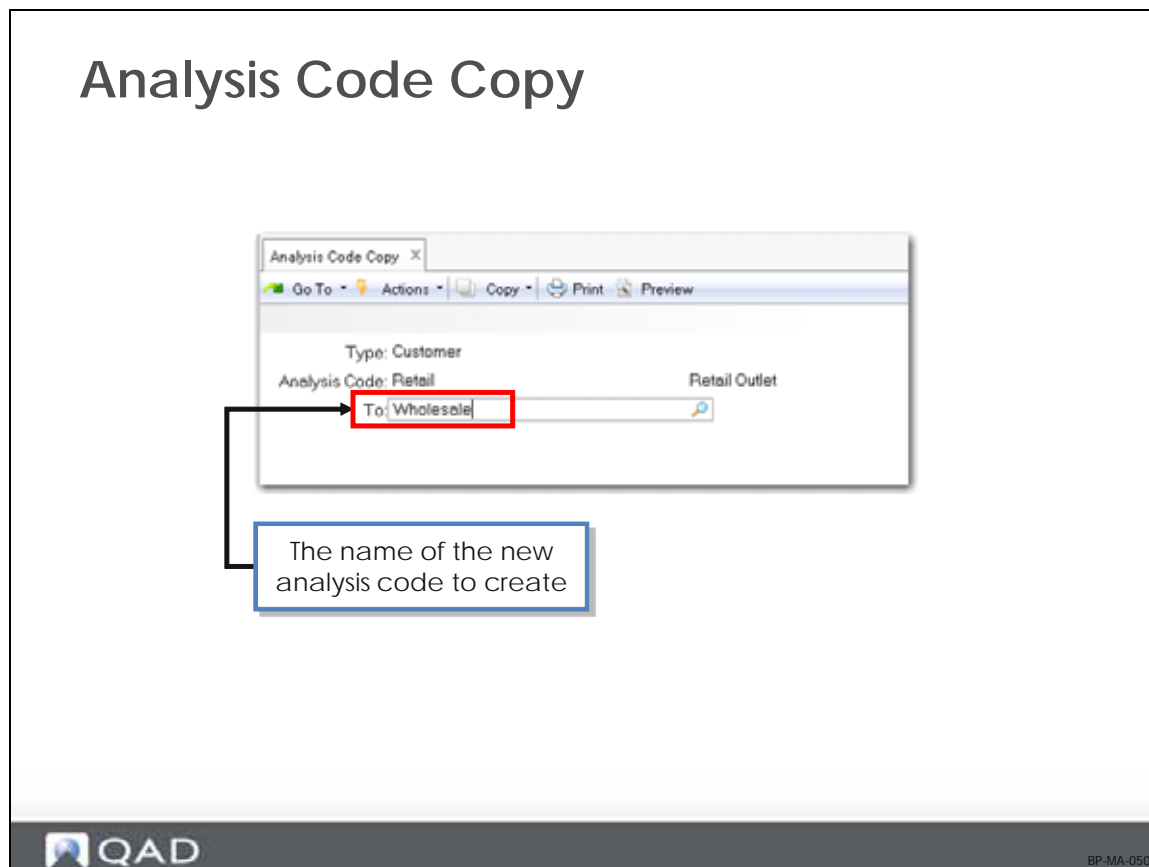 Analysis Code Copy
Analysis Code Copy X
Go To Actions Copy Print Preview
Type: Customer
Analysis Code: Retail Retail Outlet
To: Wholesale
The name of the new
analysis code to create
QAD
BP-MA-050